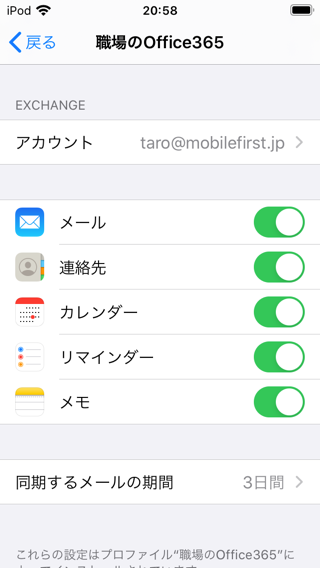 iPod 20:58
戻る 職場のOffice365
EXCHANGE
アカウント taro@mobilefirst.jp
メール
連絡先
カレンダー
リマインダー
メモ
同期するメールの期間 3日間
これらの設定はプロファイル“職場のOffice365”に